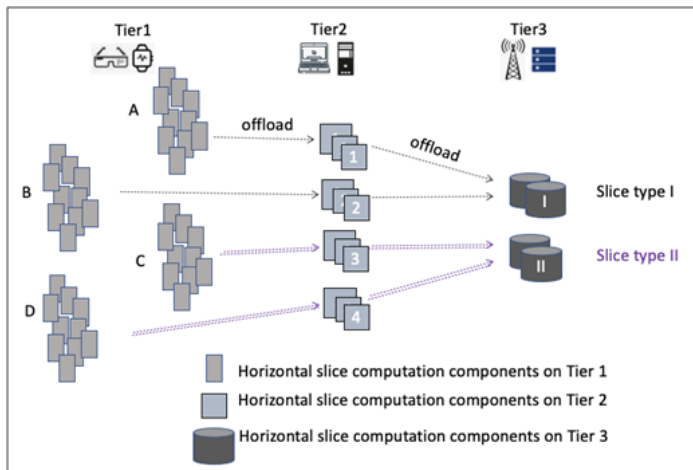 Tier1
Tier2
Tier3
A
offload
offload
1
B
2
I
Slice type I
C
3
II
Slice type II
D
4
Horizontal slice computation components on Tier 1
Horizontal slice computation components on Tier 2
Horizontal slice computation components on Tier 3